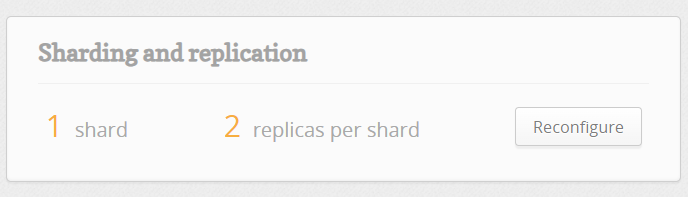 Sharding and replication
1 shard 2 replicas per shard Reconfigure